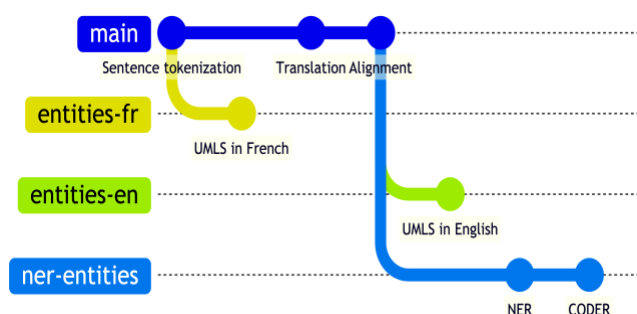 main
Sentence tokenization
Translation Alignment
entities-fr
UMLS in French
entities-en
UMLS in English
ner-entities
NER
CODER